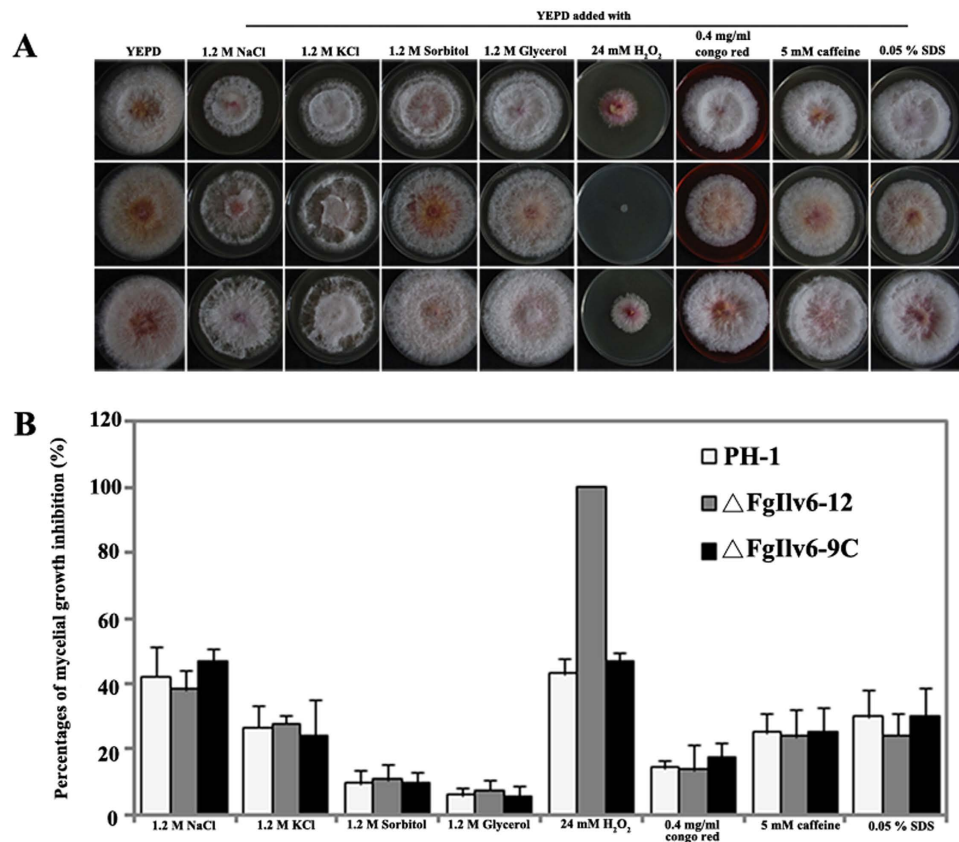 YEPD added with
A
YEPD
1.2 M NaCl
1.2 M KCl
1.2 M Sorbitol
1.2 M Glycerol
24 mM H₂O₂
0.4 mg/ml
congo red
5 mM caffeine
0.05 % SDS
B
Percentages of mycelial growth inhibition (%)
120
100
80
60
40
20
0
PH-1
△FgIlv6-12
△FgIlv6-9C
1.2 M NaCl
1.2 M KCl
1.2 M Sorbitol
1.2 M Glycerol
24 mM H₂O₂
0.4 mg/ml
congo red
5 mM caffeine
0.05 % SDS